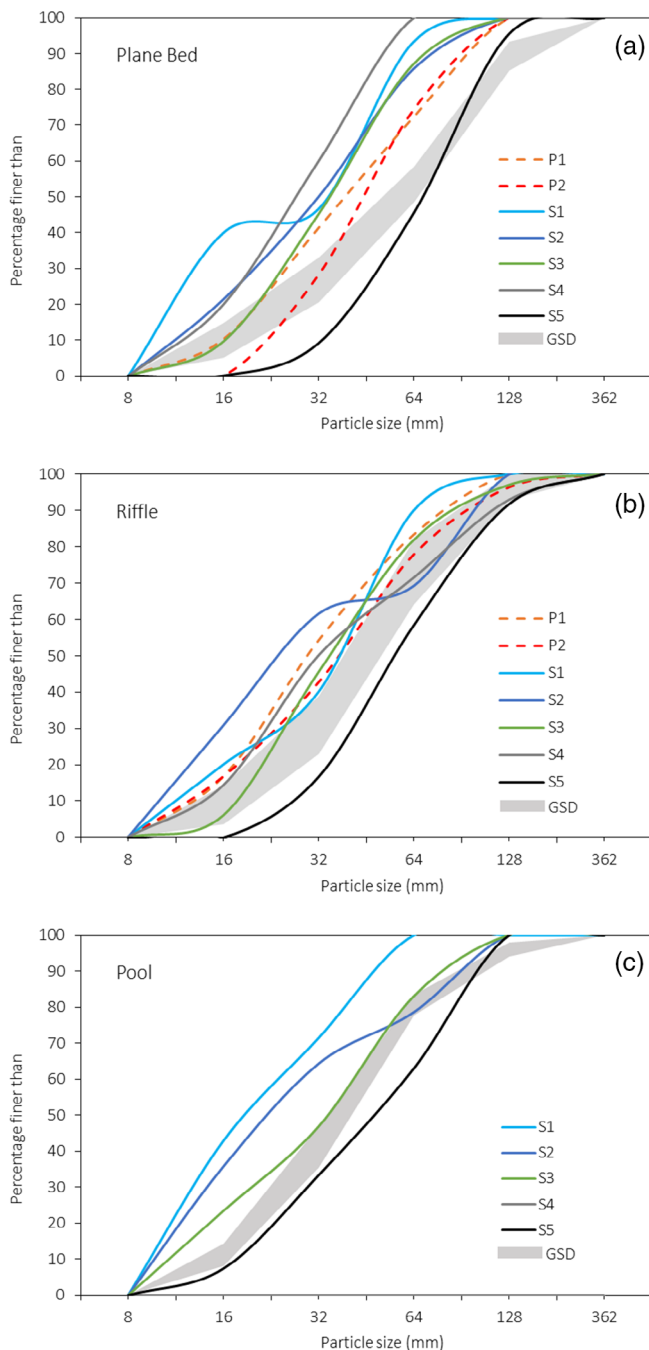 (a)
Plane Bed
Percentage finer than
100
90
80
70
60
50
40
30
20
10
0
P1
P2
S1
S2
S3
S4
S5
GSD
8 16 32 64 128 362
Particle size (mm)
(b)
Riffle
Percentage finer than
100
90
80
70
60
50
40
30
20
10
0
P1
P2
S1
S2
S3
S4
S5
GSD
8 16 32 64 128 362
Particle size (mm)
(c)
Pool
Percentage finer than
100
90
80
70
60
50
40
30
20
10
0
S1
S2
S3
S4
S5
GSD
8 16 32 64 128 362
Particle size (mm)